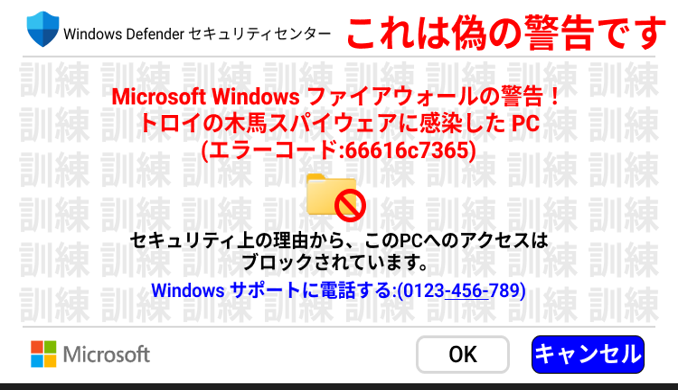 Windows Defender セキュリティセンター
これは偽の警告です
訓練 訓練 訓練 訓練 訓練 訓練 訓練 訓練
Microsoft Windows ファイアウォールの警告！
トロイの木馬スパイウェアに感染した PC
(エラーコード:66616c7365)
セキュリティ上の理由から、このPCへのアクセスは
ブロックされています。
Windows サポートに電話する:(0123-456-789)
Microsoft
OK
キャンセル